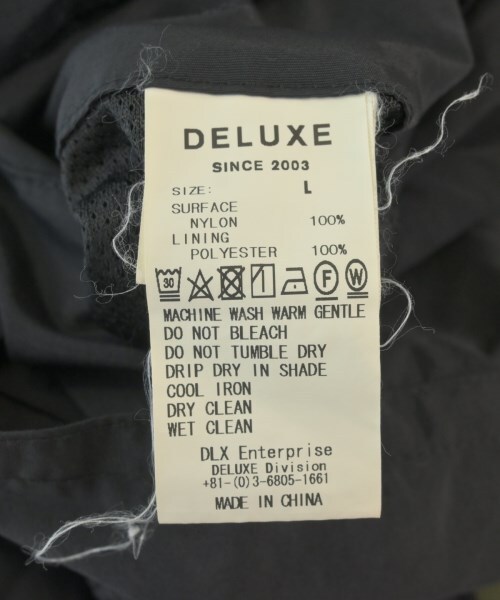 DELUXE
SINCE 2003
SIZE: L
SURFACE
NYLON 100%
LINING
POLYESTER 100%
30 F W
MACHINE WASH WARM GENTLE
DO NOT BLEACH
DO NOT TUMBLE DRY
DRIP DRY IN SHADE
COOL IRON
DRY CLEAN
WET CLEAN
DLX Enterprise
DELUXE Division
+81-(0)3-6805-1661
MADE IN CHINA